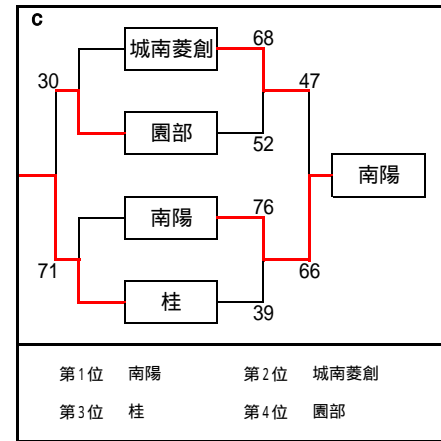 C
城南菱創 68
30 47
園部 52
南陽
南陽 76
71 66
桂 39
第1位 南陽 第2位 城南菱創
第3位 桂 第4位 園部